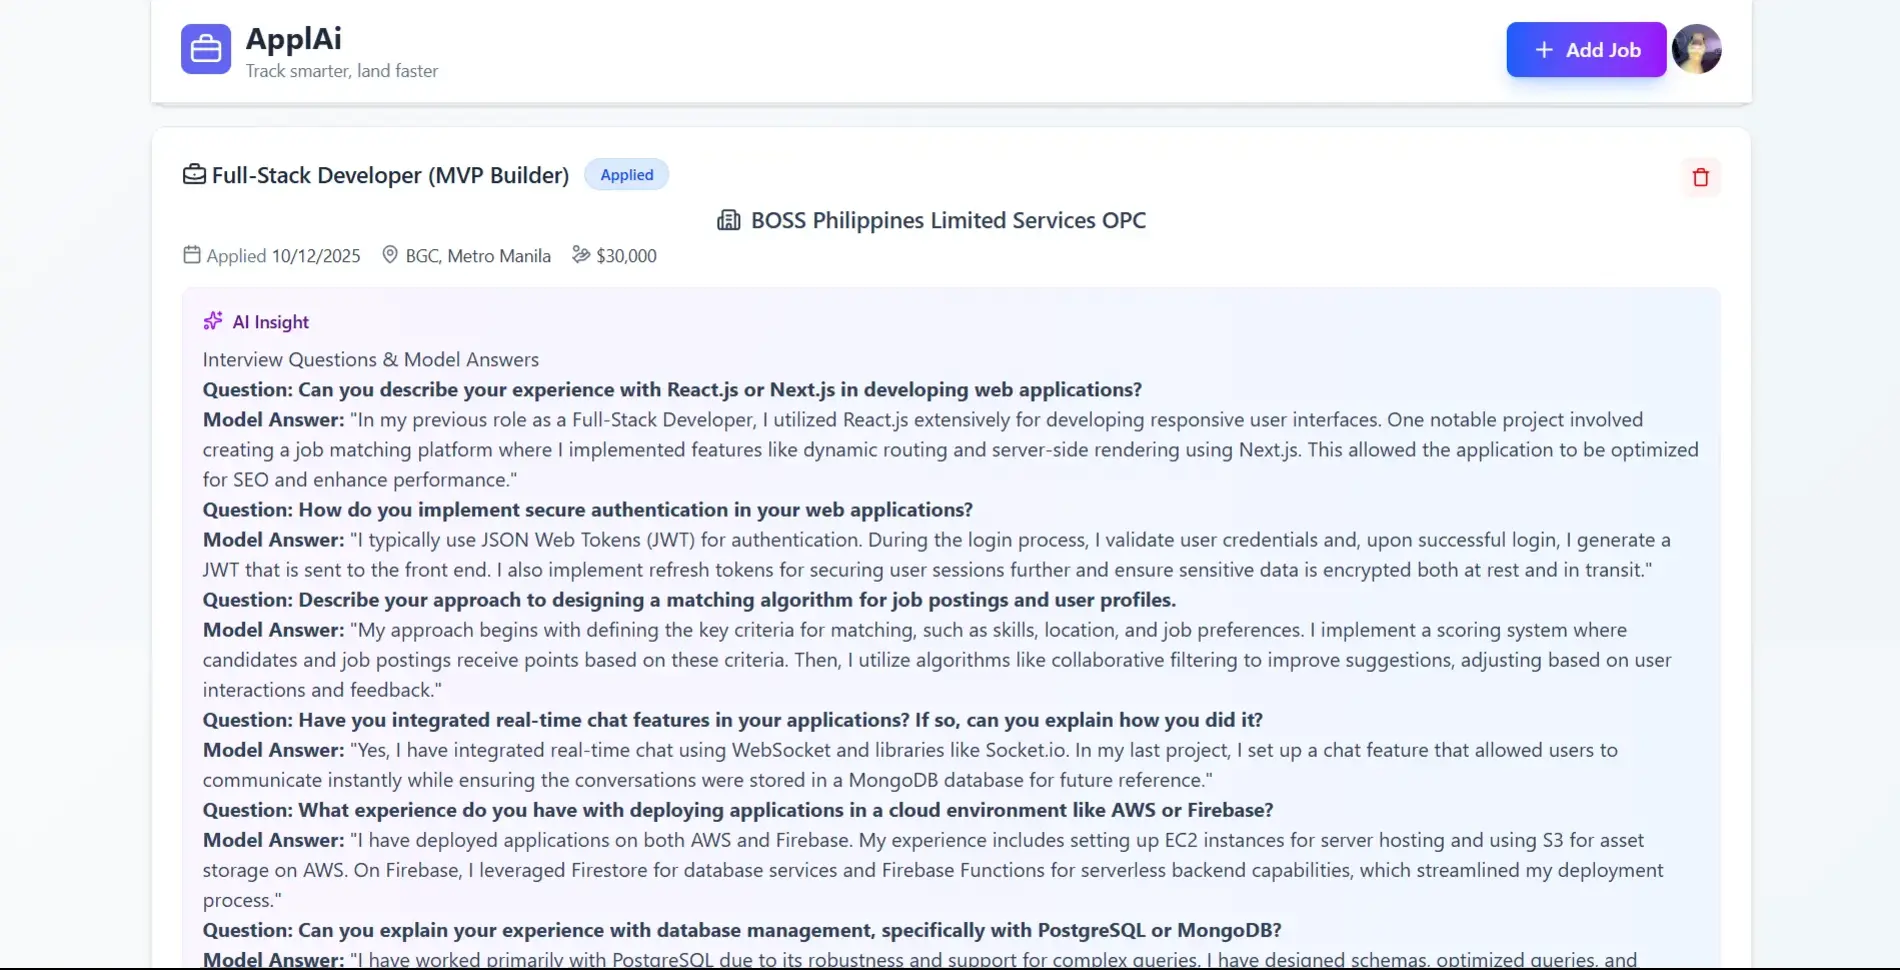 ApplAi
Track smarter, land faster
Add Job
Full-Stack Developer (MVP Builder)
Applied
BOSS Philippines Limited Services OPC
Applied 10/12/2025
BGC, Metro Manila
$30,000
AI Insight
Interview Questions & Model Answers
Question: Can you describe your experience with React.js or Next.js in developing web applications?
Model Answer: "In my previous role as a Full-Stack Developer, I utilized React.js extensively for developing responsive user interfaces. One notable project involved
creating a job matching platform where I implemented features like dynamic routing and server-side rendering using Next.js. This allowed the application to be optimized
for SEO and enhance performance."
Question: How do you implement secure authentication in your web applications?
Model Answer: "I typically use JSON Web Tokens (JWT) for authentication. During the login process, I validate user credentials and, upon successful login, I generate a
JWT that is sent to the front end. I also implement refresh tokens for securing user sessions further and ensure sensitive data is encrypted both at rest and in transit."
Question: Describe your approach to designing a matching algorithm for job postings and user profiles.
Model Answer: "My approach begins with defining the key criteria for matching, such as skills, location, and job preferences. I implement a scoring system where
candidates and job postings receive points based on these criteria. Then, I utilize algorithms like collaborative filtering to improve suggestions, adjusting based on user
interactions and feedback."
Question: Have you integrated real-time chat features in your applications? If so, can you explain how you did it?
Model Answer: "Yes, I have integrated real-time chat using WebSocket and libraries like Socket.io. In my last project, I set up a chat feature that allowed users to
communicate instantly while ensuring the conversations were stored in a MongoDB database for future reference."
Question: What experience do you have with deploying applications in a cloud environment like AWS or Firebase?
Model Answer: "I have deployed applications on both AWS and Firebase. My experience includes setting up EC2 instances for server hosting and using S3 for asset
storage on AWS. On Firebase, I leveraged Firestore for database services and Firebase Functions for serverless backend capabilities, which streamlined my deployment
process."
Question: Can you explain your experience with database management, specifically with PostgreSQL or MongoDB?
Model Answer: "I have worked primarily with PostgreSQL due to its robustness and support for complex queries. I have designed schemas, optimized queries, and